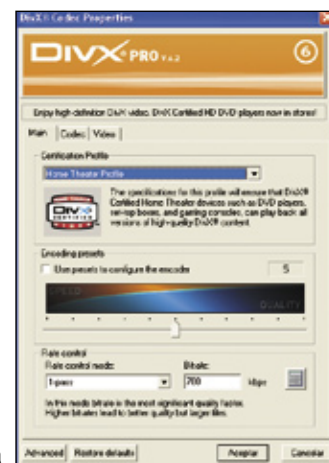 DivX® Codec Properties
DIVX PRO v.6.2
6
Enjoy high-definition DivX video. DivX Certified HD DVD players now in stores!
Main Codec Video
Certification Profile
Home Theater Profile
The specifications for this profile will ensure that DivX®
Certified Home Theater devices such as DVD players,
set-top boxes, and gaming consoles, can play back all
versions of high-quality DivX® content.
DIVX
CERTIFIED
Encoding presets
Use presets to configure the encoder
5
SPEED
QUALITY
Rate control
Rate control mode:
Bitrate:
1-pass
780
kbps
In this mode bitrate is the most significant quality factor.
Higher bitrates lead to better quality but larger files.
Advanced Restore defaults Aceptar Cancelar